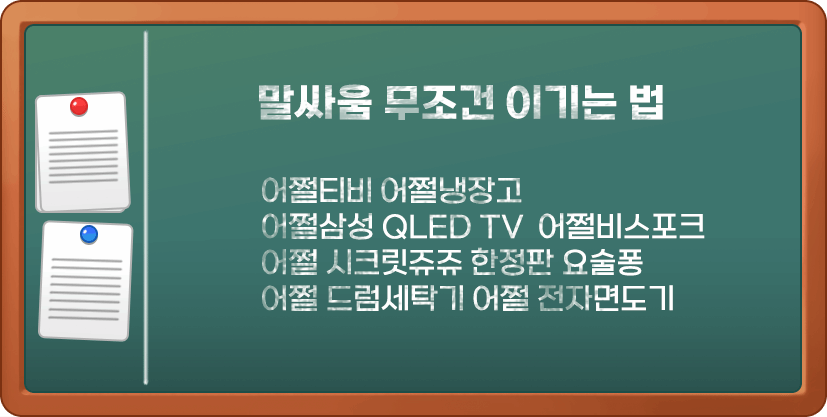 말싸움 무조건 이기는 법
어쩔티비 어쩔냉장고
어쩔삼성 QLED TV 어쩔비스포크
어쩔 시크릿쥬쥬 한정판 요술퐁
어쩔 드럼세탁기 어쩔 전자면도기